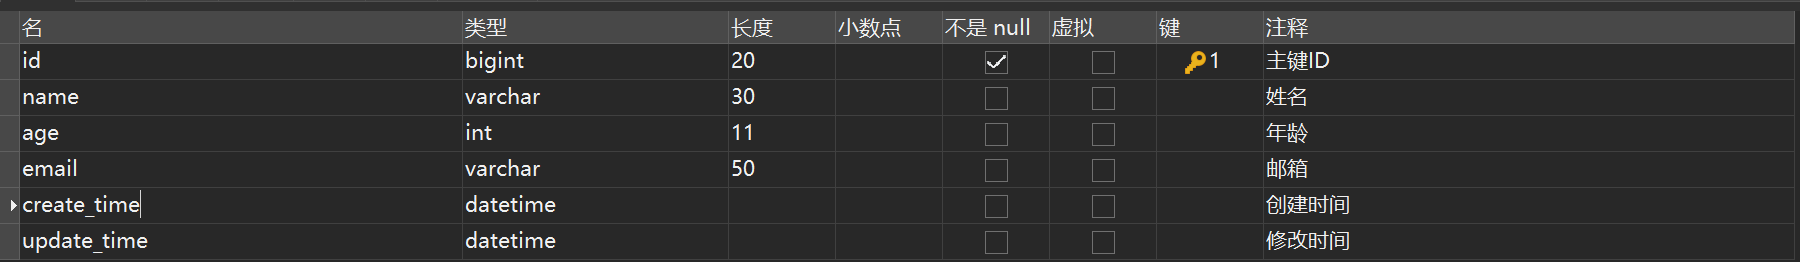 名 类型 长度 小数点 不是 null 虚拟 键 注释
id bigint 20 1 主键ID
name varchar 30 姓名
age int 11 年龄
email varchar 50 邮箱
create_time datetime 创建时间
update_time datetime 修改时间